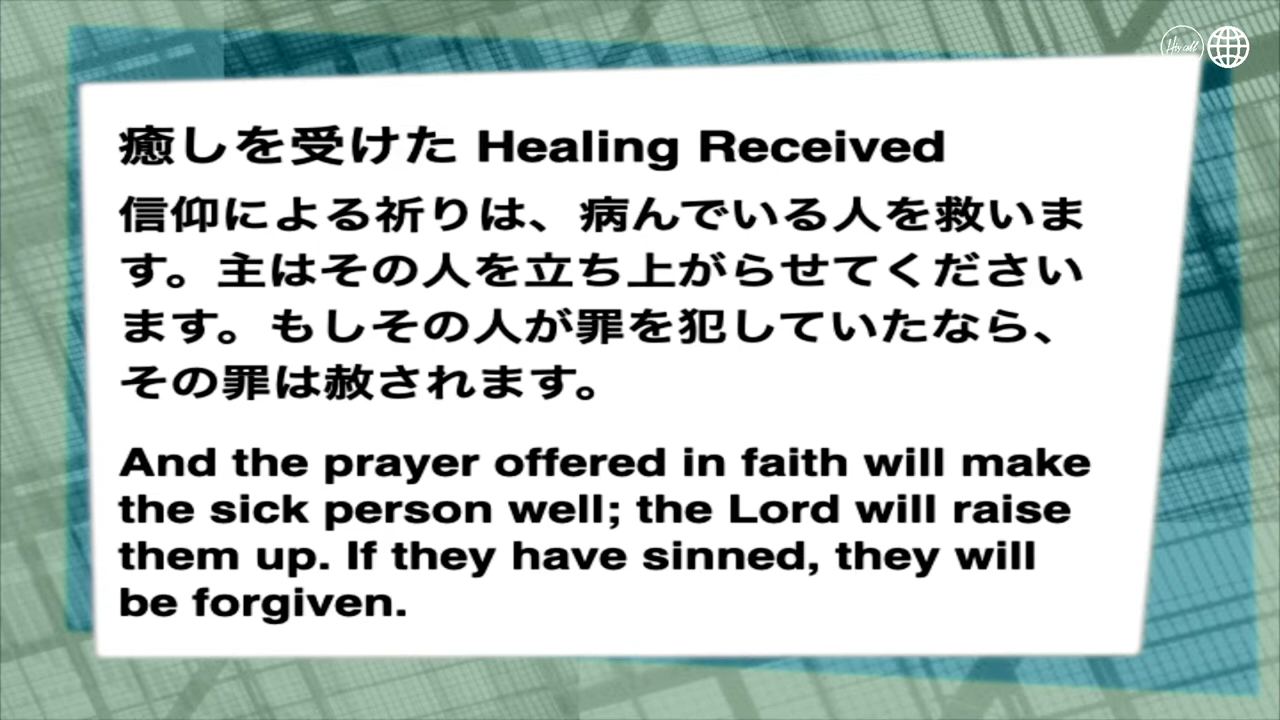 His call
癒しを受けた Healing Received
信仰による祈りは、病んでいる人を救いま
す。主はその人を立ち上がらせてください
ます。もしその人が罪を犯していたなら、
その罪は赦されます。
And the prayer offered in faith will make
the sick person well; the Lord will raise
them up. If they have sinned, they will
be forgiven.